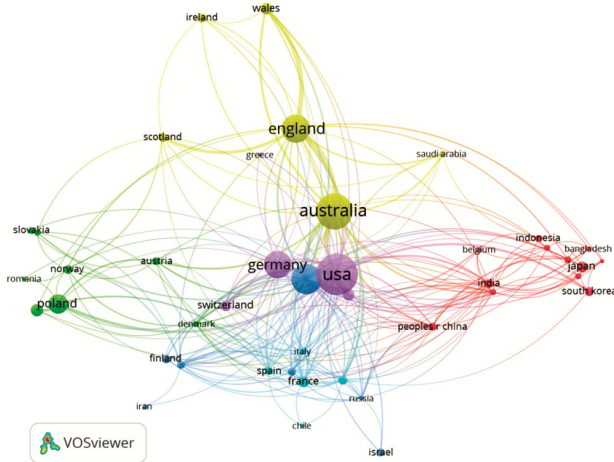 wales
ireland
england
scotland
greece
saudi arabia
australia
slovakia
indonesia
belgium
bangladesh
norway
austria
germany
usa
japan
romania
india
south korea
poland
switzerland
denmark
peoples r china
finland
italy
spain
france
russia
iran
chile
israel
VOSviewer